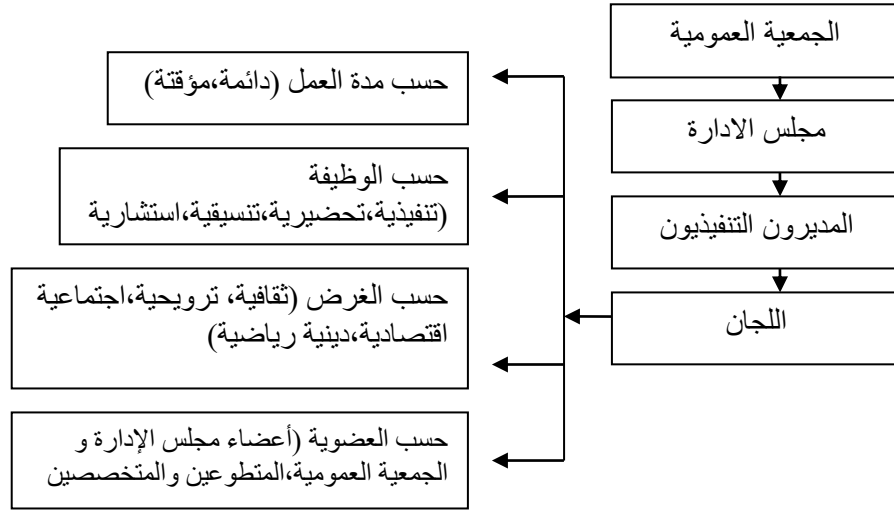 الجمعية العمومية
مجلس الادارة
المديرون التنفيذيون
اللجان
حسب مدة العمل (دائمة،مؤقتة)
حسب الوظيفة
(تنفيذية،تحضيرية،تنسيقية،استشارية
حسب الغرض (ثقافية، ترويحية،اجتماعية
اقتصادية،دينية رياضية)
حسب العضوية (أعضاء مجلس الإدارة و
الجمعية العمومية،المتطوعين والمتخصصين